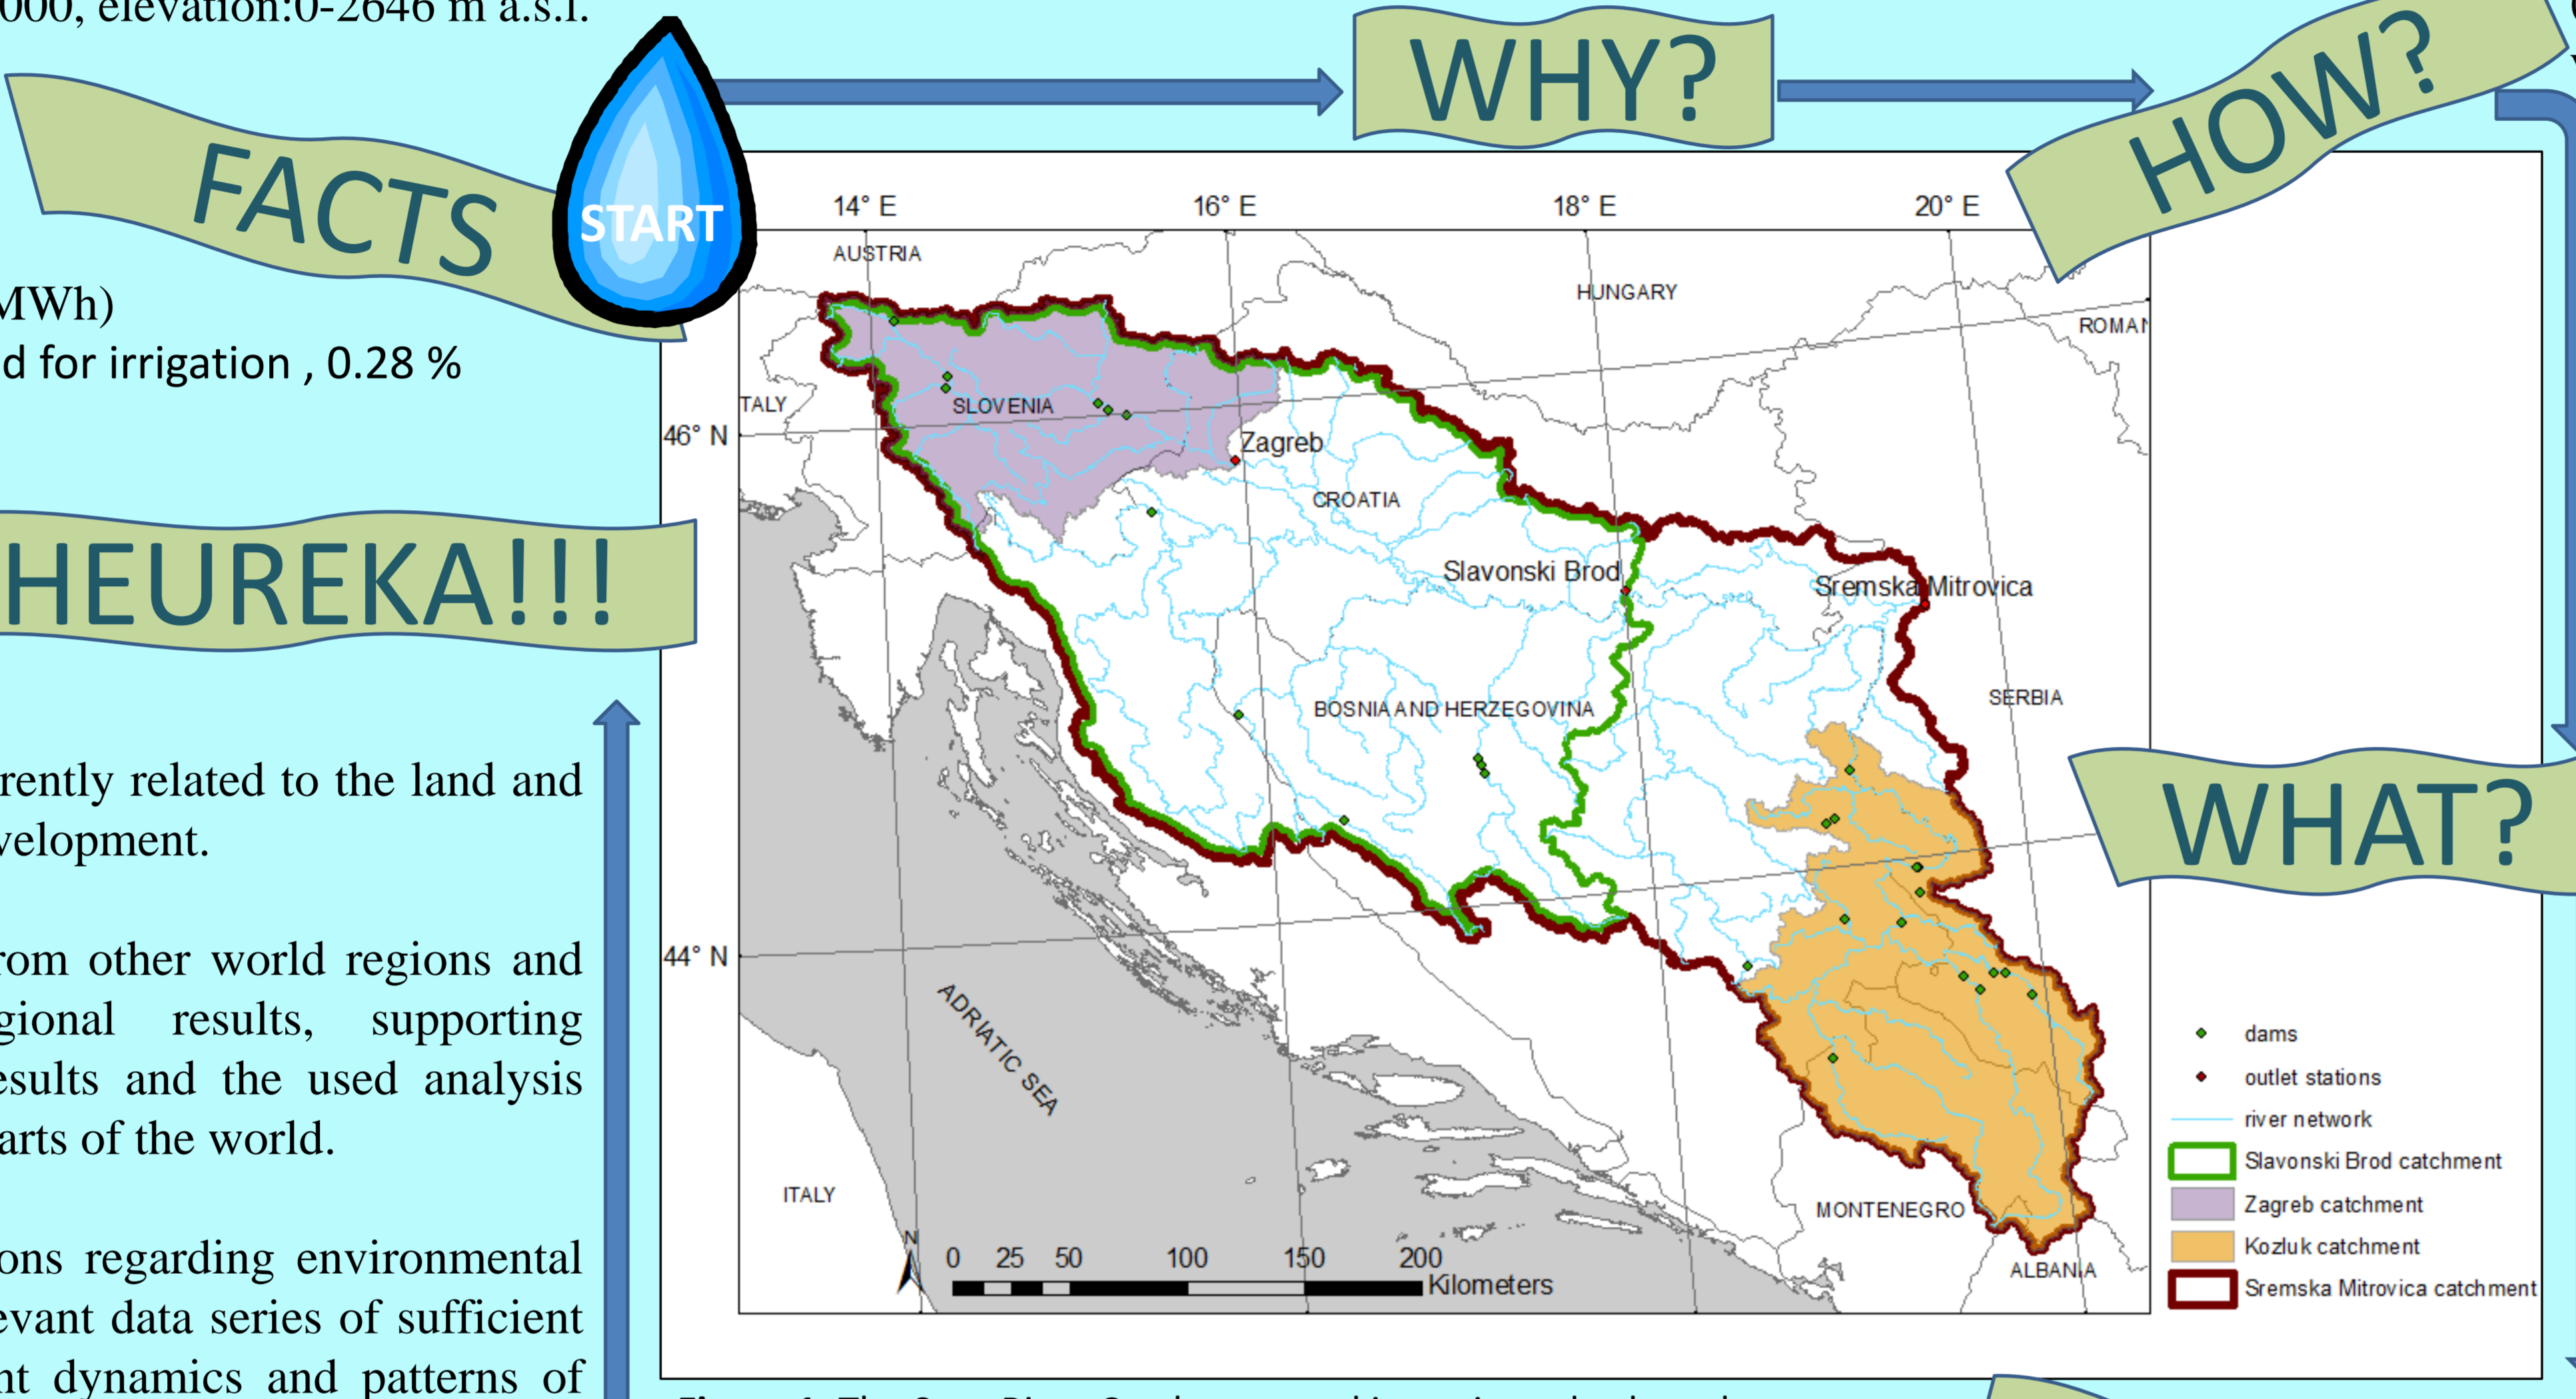 000, elevation:0-2646 m a.s.l.
FACTS
START
WHY?
HOW?
MWh)
d for irrigation , 0.28 %
HEUREKA!!!
rently related to the land and
velopment.
rom other world regions and
gional results, supporting
esults and the used analysis
arts of the world.
ons regarding environmental
evant data series of sufficient
nt dynamics and patterns of
14° E
16° E
18° E
20° E
AUSTRIA
HUNGARY
ROMAN
TALY
SLOVENIA
46° N
Zagreb
CROATIA
Slavonski Brod
Sremska Mitrovica
BOSNIA AND HERZEGOVINA
SERBIA
WHAT?
44° N
ADRIATIC SEA
ITALY
MONTENEGRO
ALBANIA
N
0 25 50 100 150 200
Kilometers
dams
outlet stations
river network
Slavonski Brod catchment
Zagreb catchment
Kozluk catchment
Sremska Mitrovica catchment